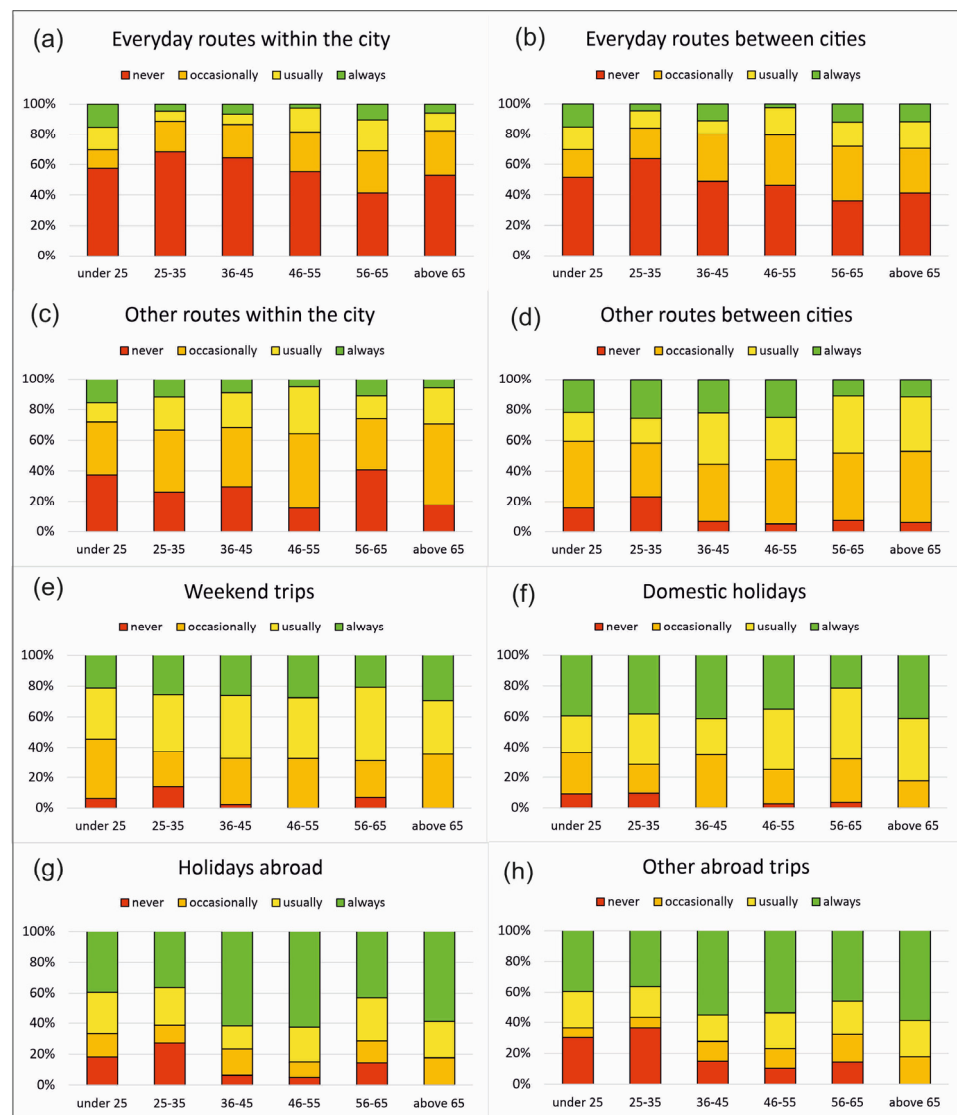 (a) Everyday routes within the city
never occasionally usually always
100%
80%
60%
40%
20%
0%
under 25 25-35 36-45 46-55 56-65 above 65
(b) Everyday routes between cities
never occasionally usually always
100%
80%
60%
40%
20%
0%
under 25 25-35 36-45 46-55 56-65 above 65
(c) Other routes within the city
never occasionally usually always
100%
80%
60%
40%
20%
0%
under 25 25-35 36-45 46-55 56-65 above 65
(d) Other routes between cities
never occasionally usually always
100%
80%
60%
40%
20%
0%
under 25 25-35 36-45 46-55 56-65 above 65
(e) Weekend trips
never occasionally usually always
100%
80%
60%
40%
20%
0%
under 25 25-35 36-45 46-55 56-65 above 65
(f) Domestic holidays
never occasionally usually always
100%
80%
60%
40%
20%
0%
under 25 25-35 36-45 46-55 56-65 above 65
(g) Holidays abroad
never occasionally usually always
100%
80%
60%
40%
20%
0%
under 25 25-35 36-45 46-55 56-65 above 65
(h) Other abroad trips
never occasionally usually always
100%
80%
60%
40%
20%
0%
under 25 25-35 36-45 46-55 56-65 above 65